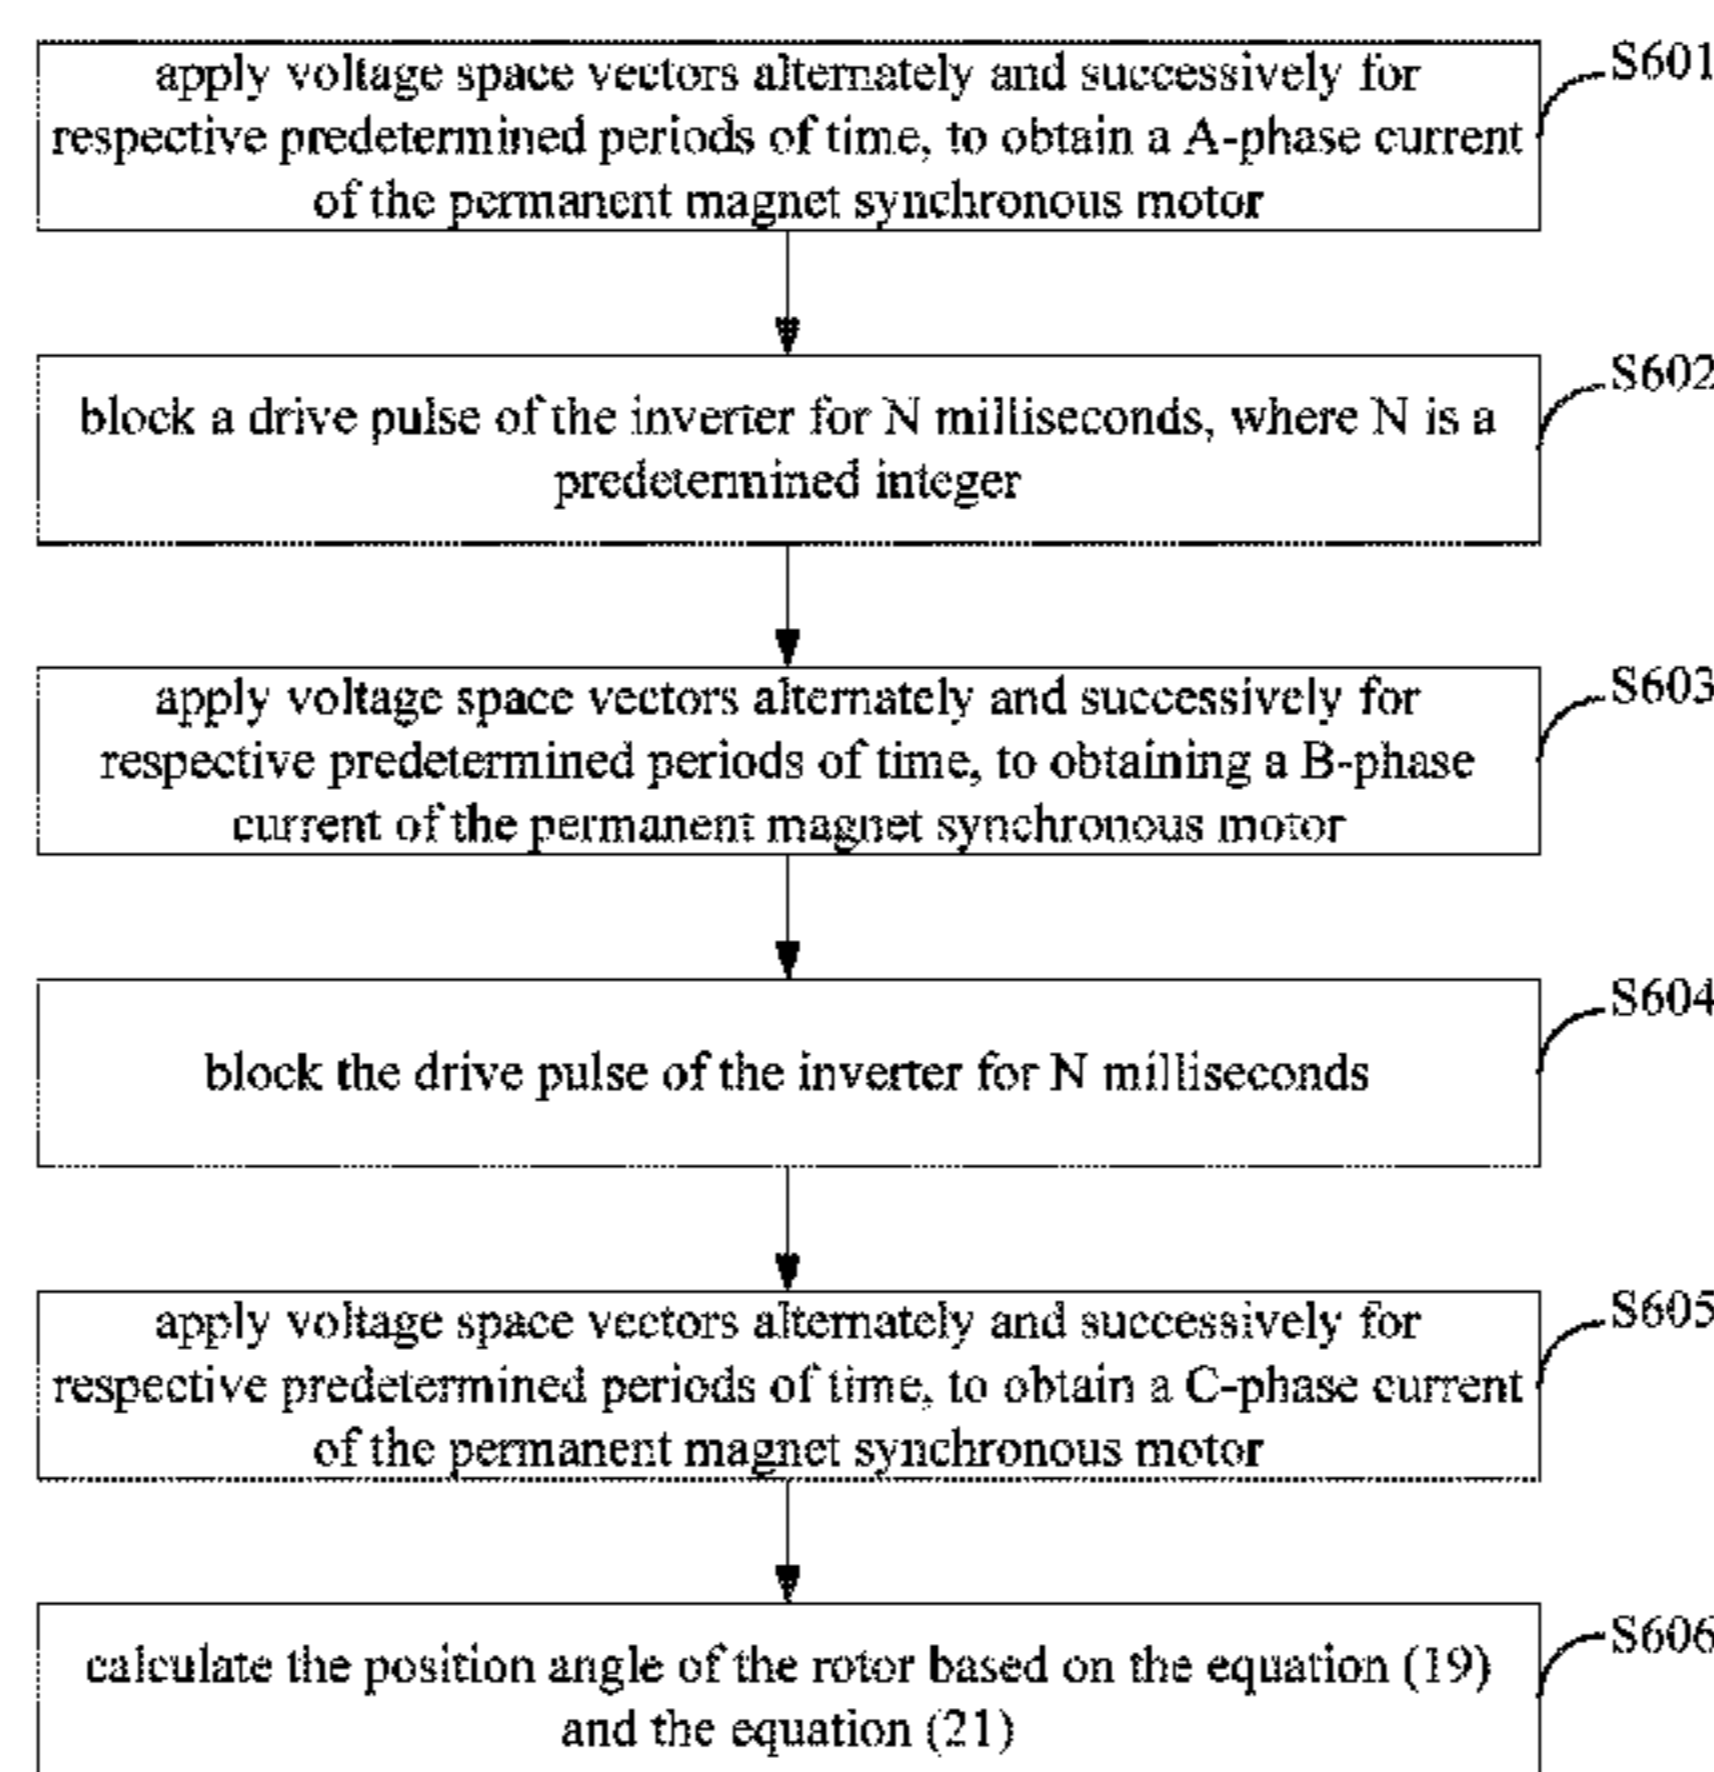 apply voltage space vectors alternately and successively for
respective predetermined periods of time, to obtain a A-phase current
of the permanent magnet synchronous motor
S601
block a drive pulse of the inverter for N milliseconds, where N is a
predetermined integer
S602
apply voltage space vectors alternately and successively for
respective predetermined periods of time, to obtaining a B-phase
current of the permanent magnet synchronous motor
S603
block the drive pulse of the inverter for N milliseconds
S604
apply voltage space vectors alternately and successively for
respective predetermined periods of time, to obtain a C-phase current
of the permanent magnet synchronous motor
S605
calculate the position angle of the rotor based on the equation (19)
and the equation (21)
S606